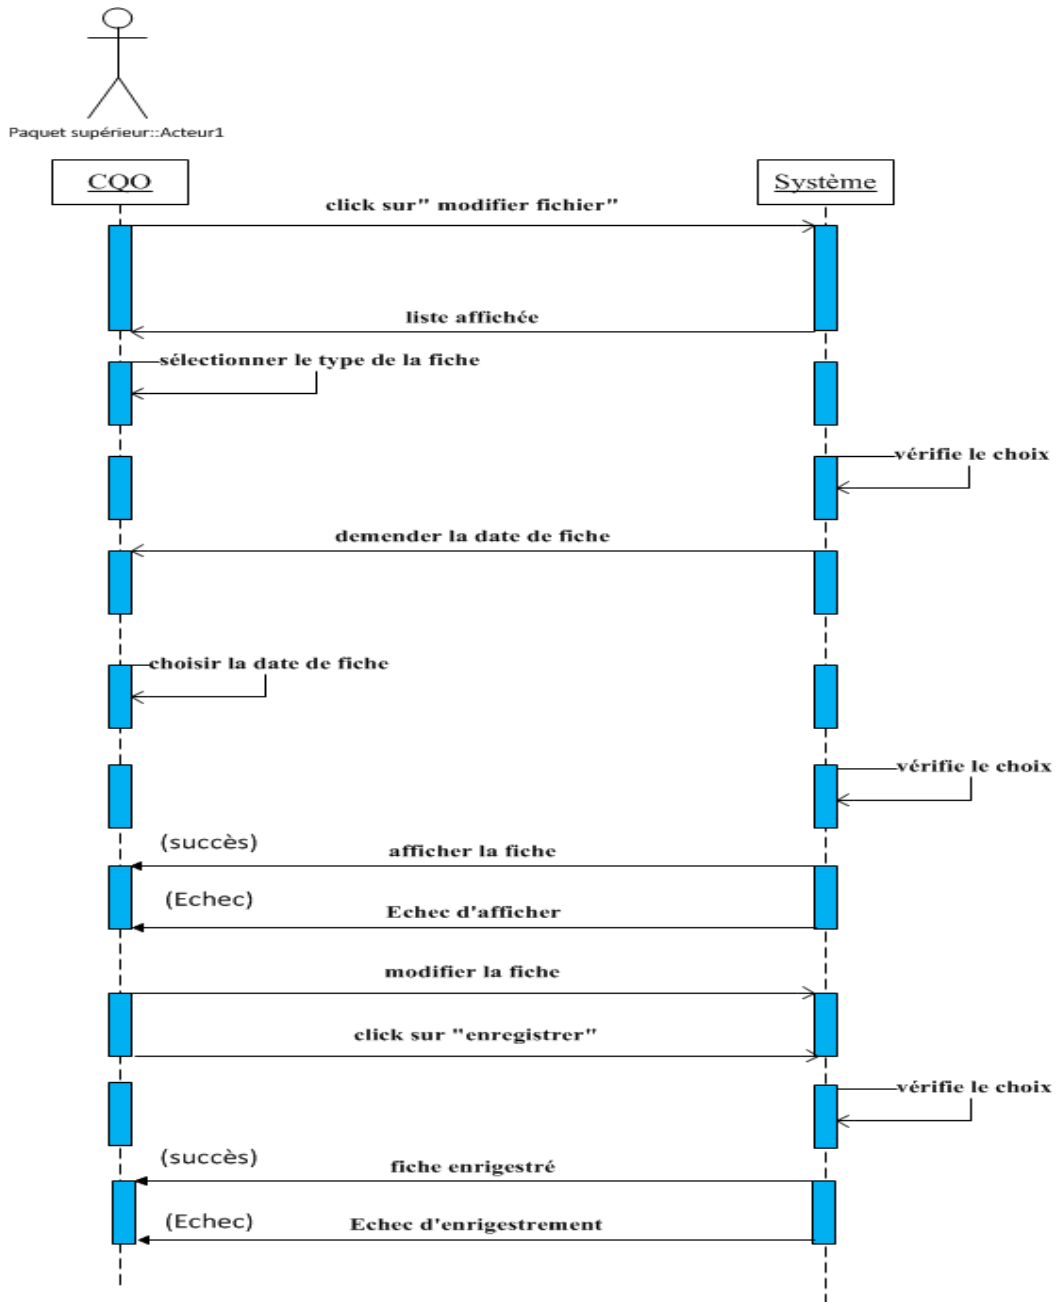 Paquet supérieur::Acteur1
CQO
Système
click sur" modifier fichier"
liste affichée
sélectionner le type de la fiche
vérifie le choix
demender la date de fiche
choisir la date de fiche
vérifie le choix
(succès)
afficher la fiche
(Echec)
Echec d'afficher
modifier la fiche
click sur "enregistrer"
vérifie le choix
(succès)
fiche enrigestré
(Echec)
Echec d'enrigestrement